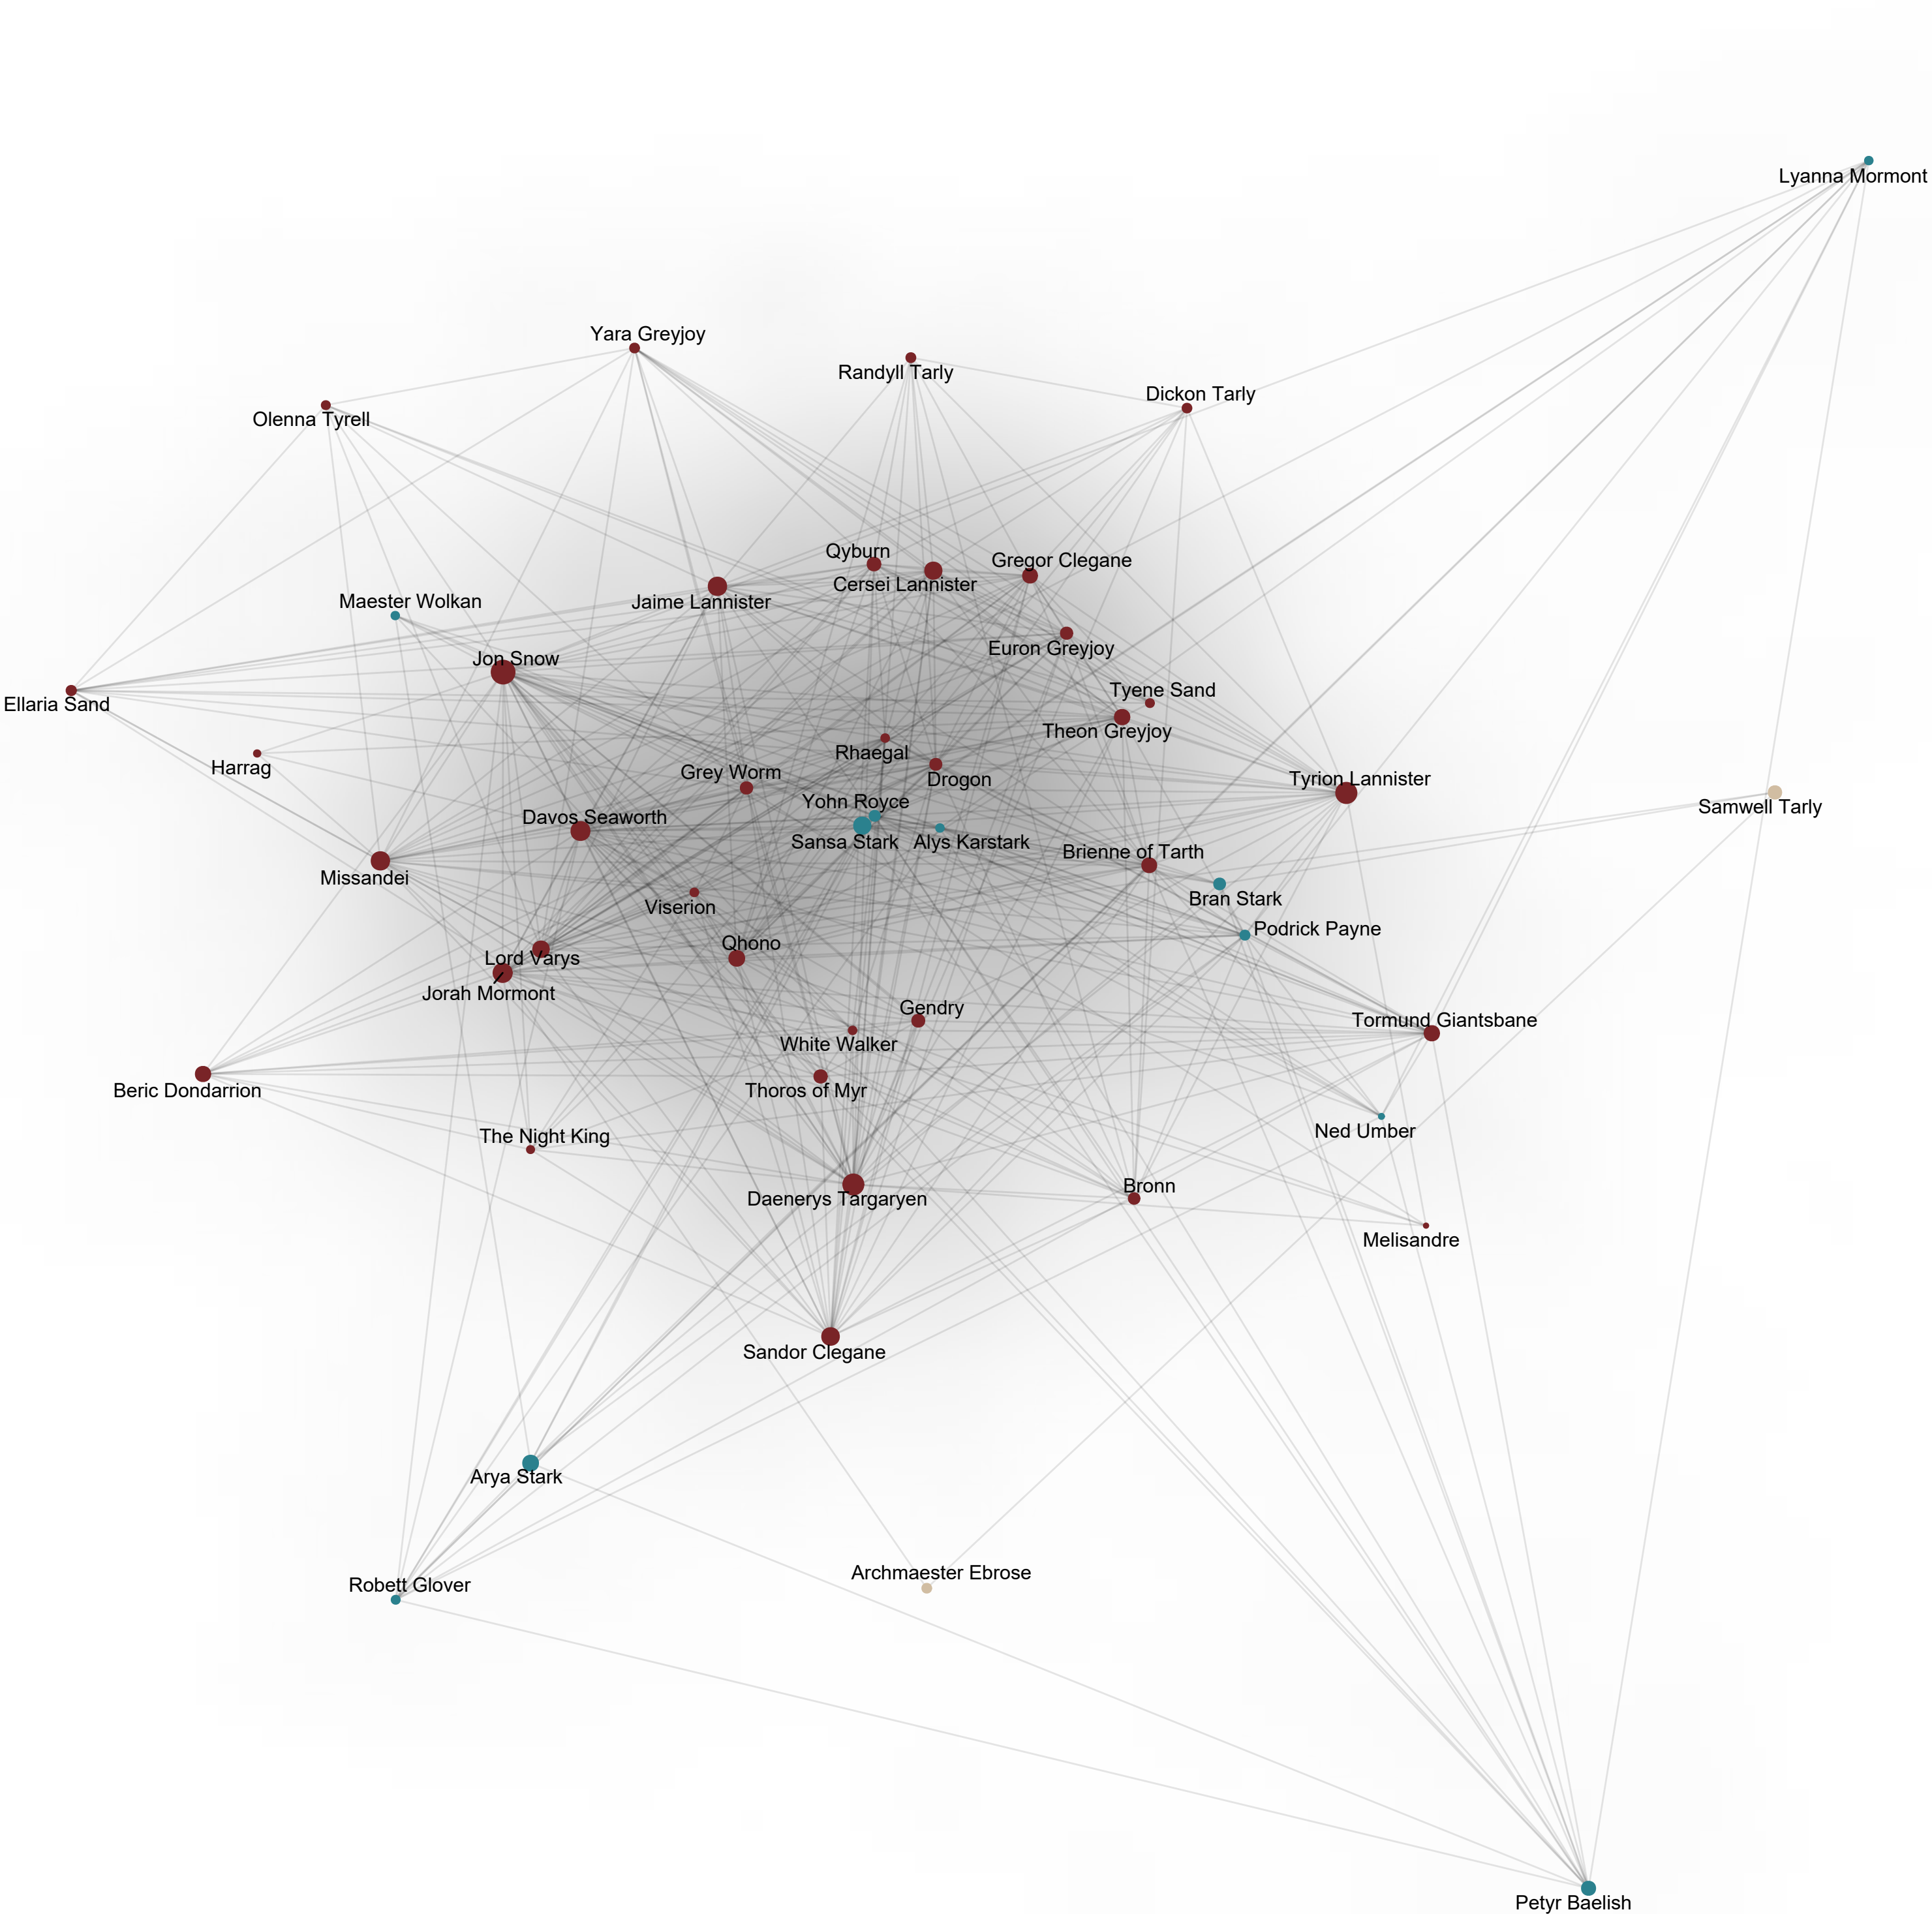 Lyanna Mormont
Yara Greyjoy
Randyll Tarly
Dickon Tarly
Olenna Tyrell
Qyburn
Gregor Clegane
Cersei Lannister
Jaime Lannister
Maester Wolkan
Euron Greyjoy
Jon Snow
Tyene Sand
Ellaria Sand
Theon Greyjoy
Rhaegal
Harrag
Grey Worm
Drogon
Tyrion Lannister
Yohn Royce
Samwell Tarly
Davos Seaworth
Sansa Stark
Alys Karstark
Brienne of Tarth
Missandei
Bran Stark
Viserion
Podrick Payne
Qhono
Lord Varys
Jorah Mormont
Gendry
Tormund Giantsbane
White Walker
Beric Dondarrion
Thoros of Myr
Ned Umber
The Night King
Bronn
Daenerys Targaryen
Melisandre
Sandor Clegane
Arya Stark
Archmaester Ebrose
Robett Glover
Petyr Baelish